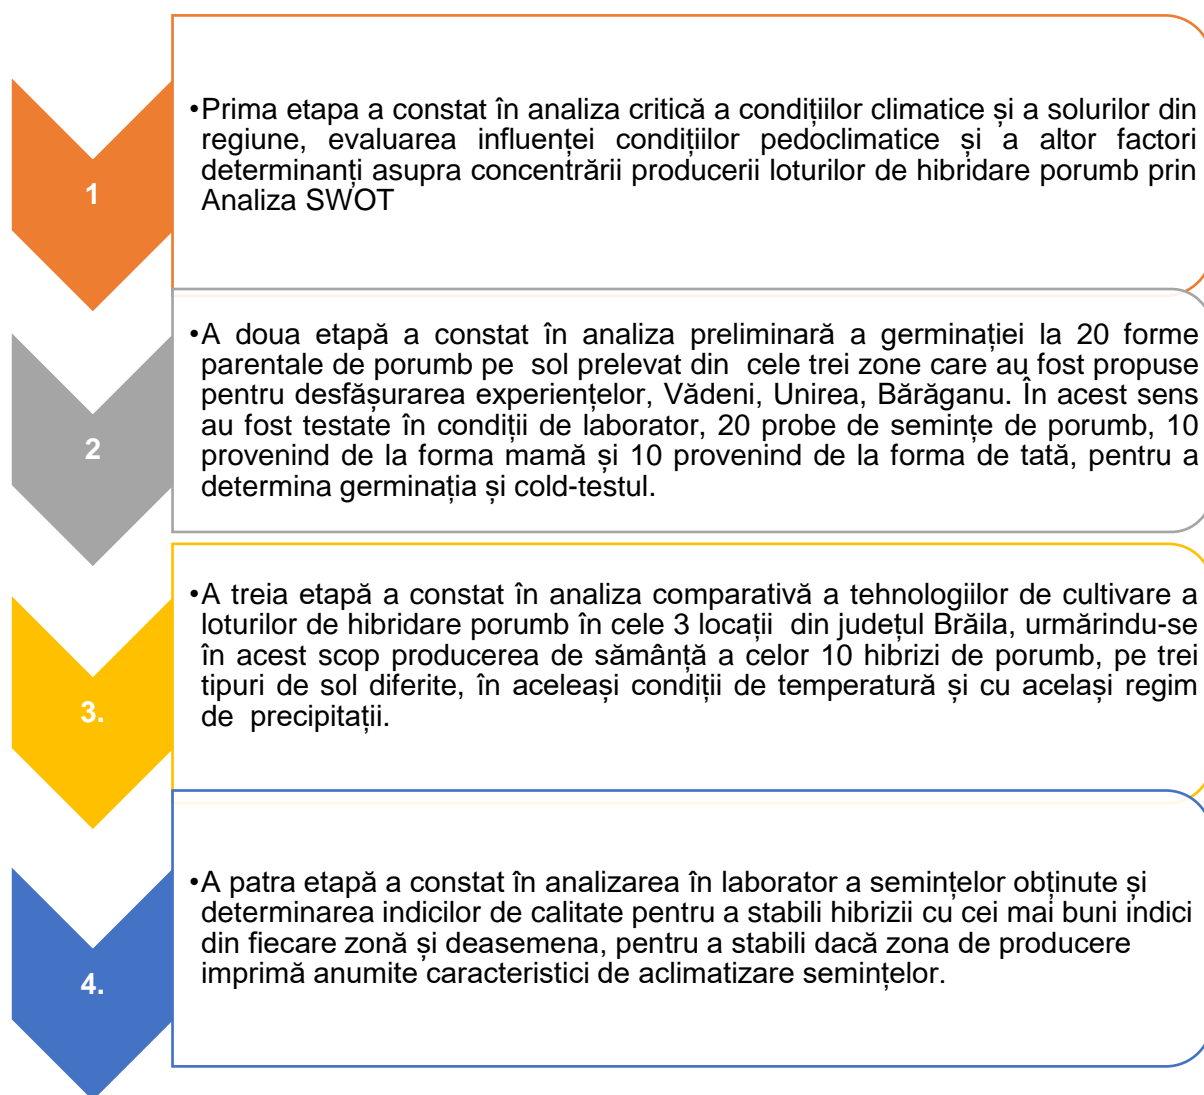 1
•Prima etapa a constat în analiza critică a condițiilor climatice și a solurilor din
regiune, evaluarea influenței condițiilor pedoclimatice și a altor factori
determinanți asupra concentrării producerii loturilor de hibridare porumb prin
Analiza SWOT
2
•A doua etapă a constat în analiza preliminară a germinației la 20 forme
parentale de porumb pe sol prelevat din cele trei zone care au fost propuse
pentru desfășurarea experiențelor, Vădeni, Unirea, Bărăganu. În acest sens
au fost testate în condiții de laborator, 20 probe de semințe de porumb, 10
provenind de la forma mamă și 10 provenind de la forma de tată, pentru a
determina germinația și cold-testul.
3.
•A treia etapă a constat în analiza comparativă a tehnologiilor de cultivare a
loturilor de hibridare porumb în cele 3 locații din județul Brăila, urmărindu-se
în acest scop producerea de sământă a celor 10 hibrizi de porumb, pe trei
tipuri de sol diferite, în aceleași condiții de temperatură și cu același regim
de precipitații.
4.
•A patra etapă a constat în analizarea în laborator a semințelor obținute și
determinarea indicilor de calitate pentru a stabili hibrizii cu cei mai buni indici
din fiecare zonă și deasemena, pentru a stabili dacă zona de producere
imprimă anumite caracteristici de aclimatizare semințelor.